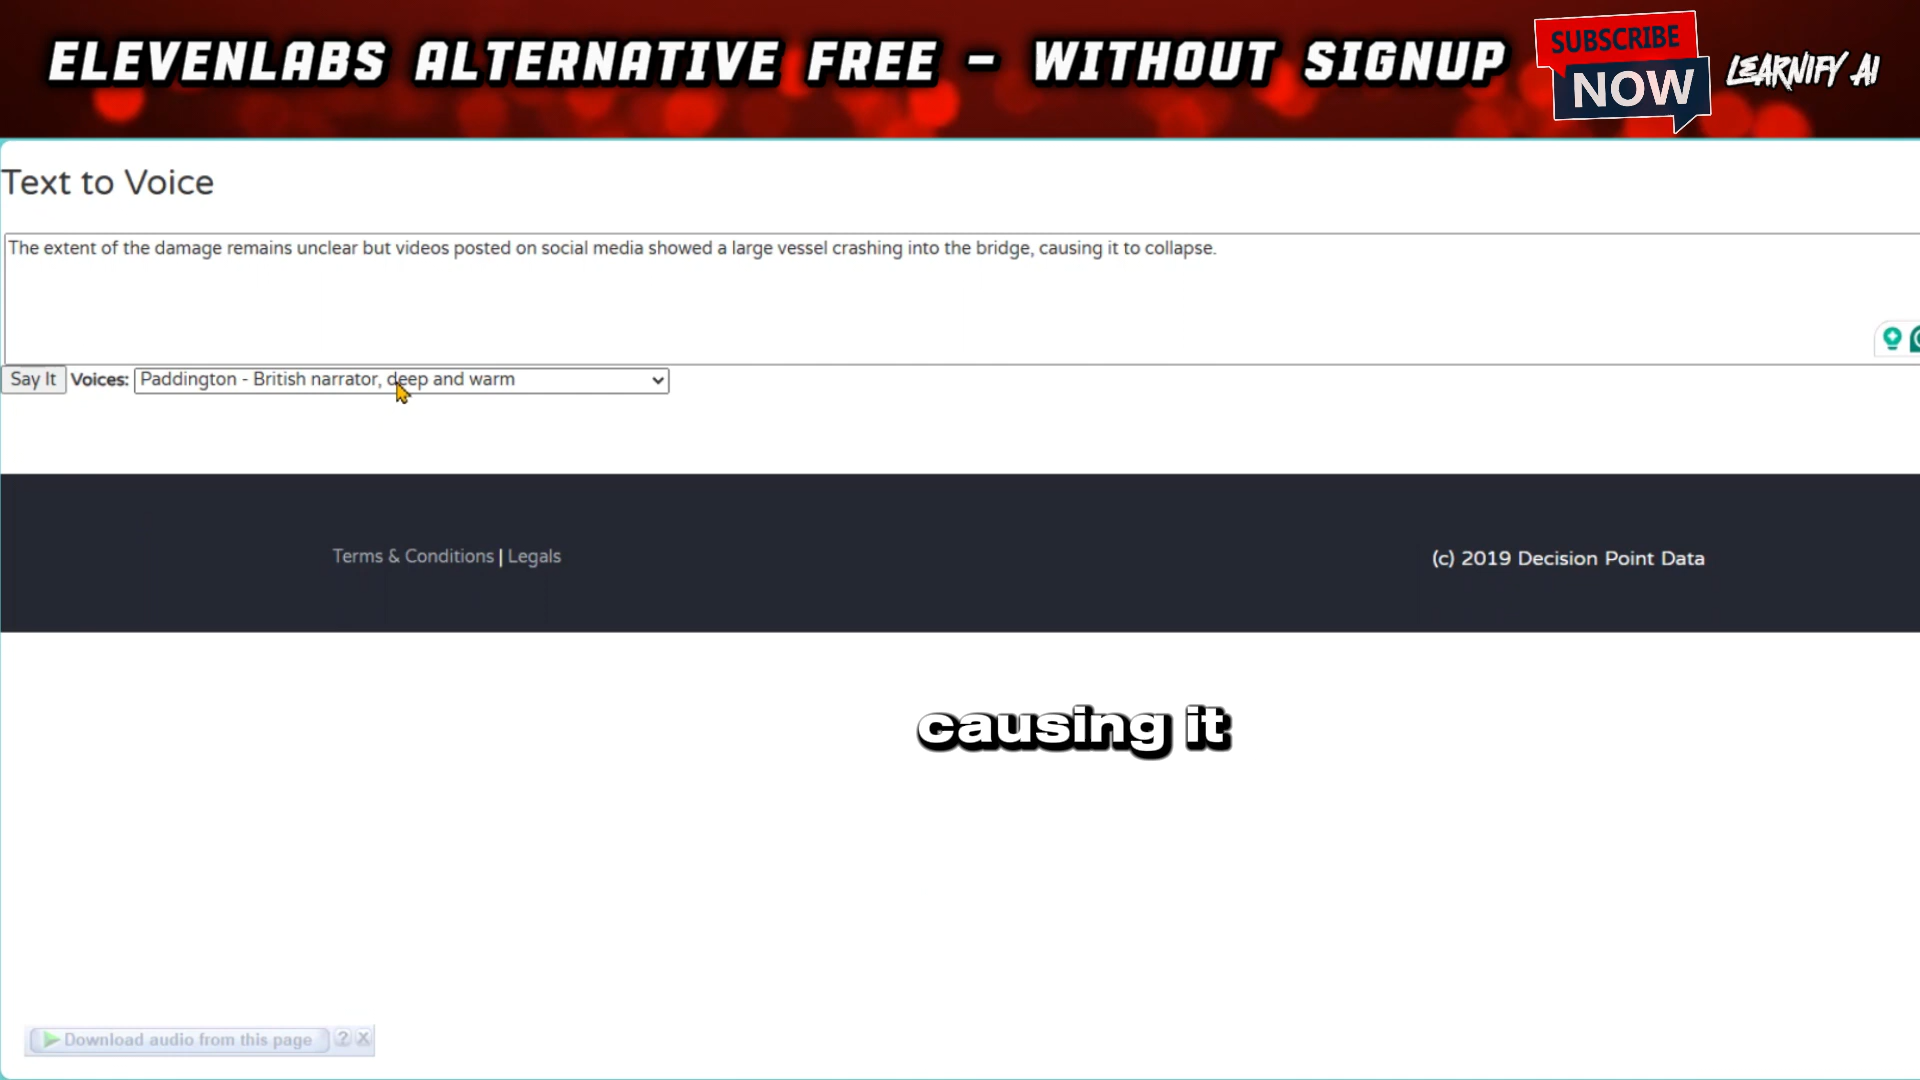 ELEVENLABS ALTERNATIVE FREE - WITHOUT SIGNUP
SUBSCRIBE
NOW
LEARNIFY AI
Text to Voice
The extent of the damage remains unclear but videos posted on social media showed a large vessel crashing into the bridge, causing it to collapse.
Say It Voices: Paddington - British narrator, deep and warm
Terms & Conditions | Legals
(c) 2019 Decision Point Data
causing it
Download audio from this page ? X